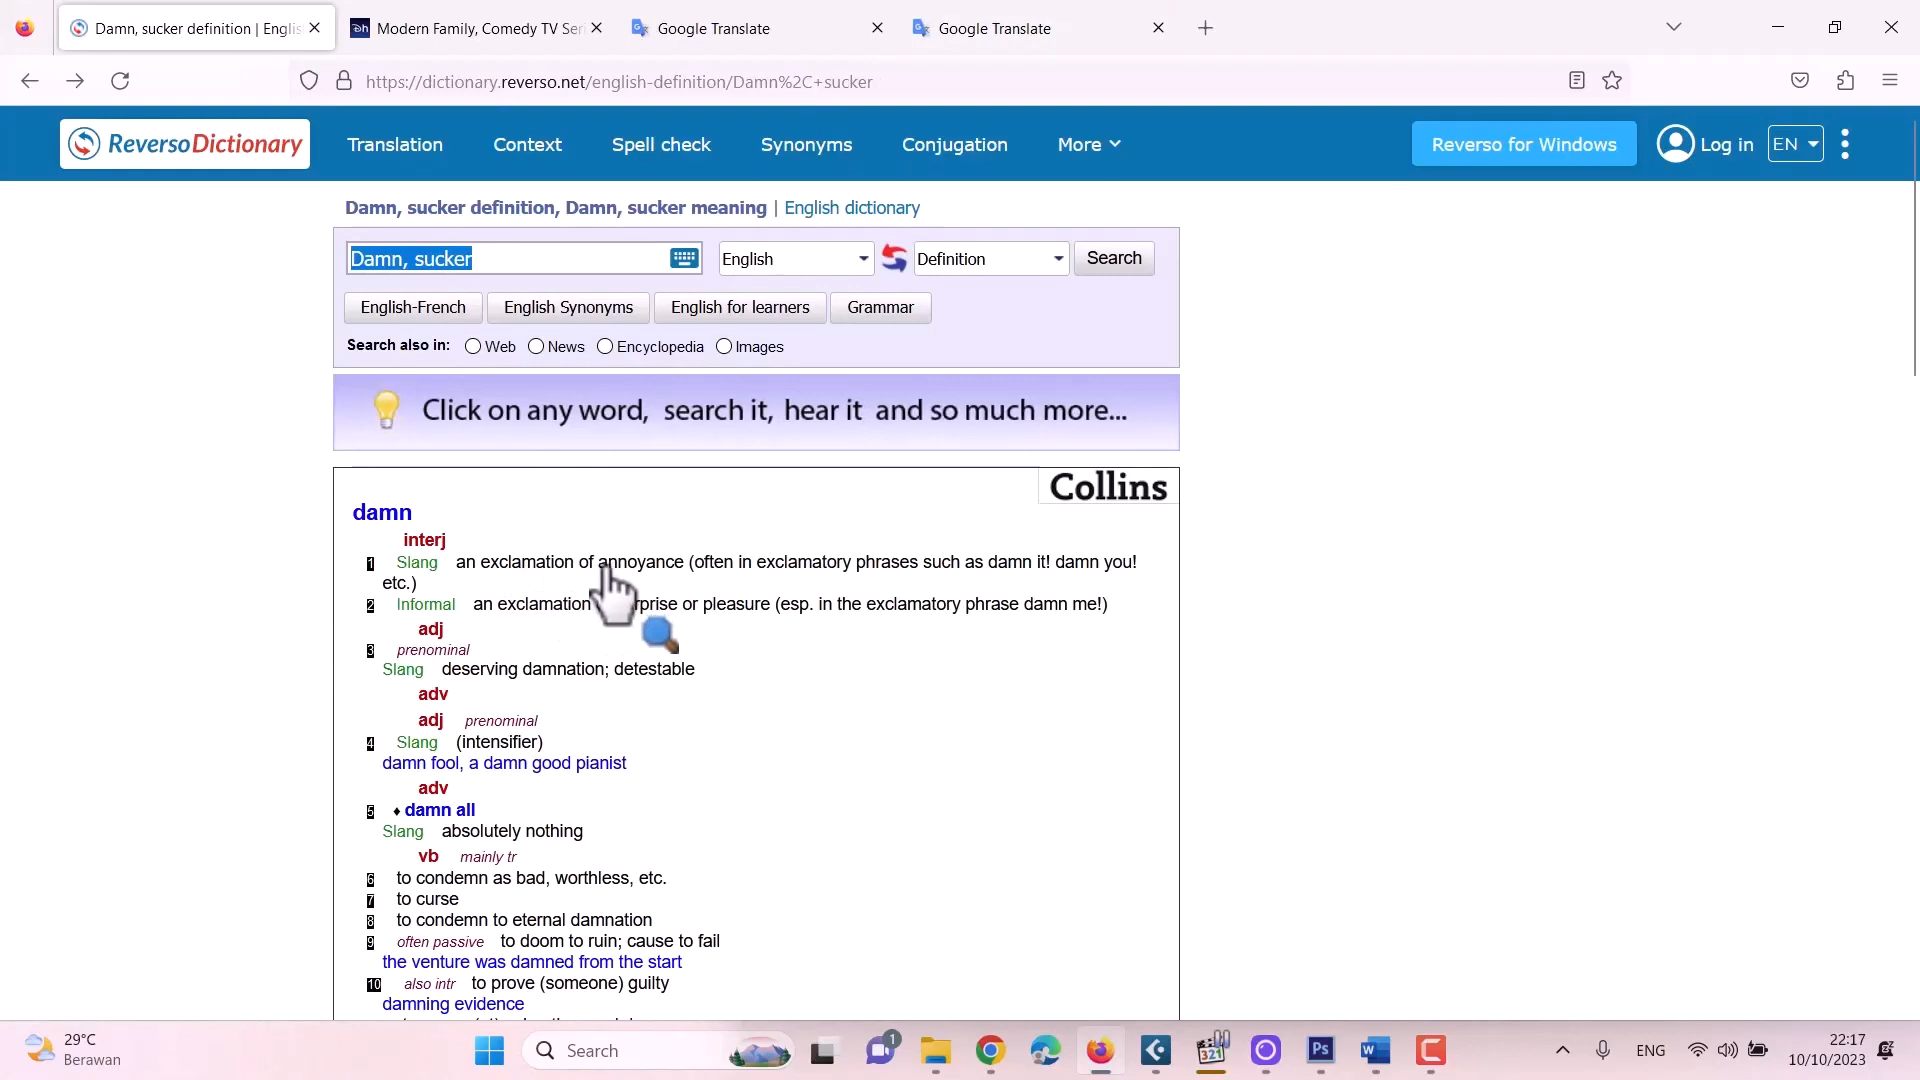 Damn, sucker definition | Englis
Modern Family, Comedy TV Seri
Google Translate
Google Translate
https://dictionary.reverso.net/english-definition/Damn%2C+sucker
ReversoDictionary
Translation
Context
Spell check
Synonyms
Conjugation
More
Reverso for Windows
Log in
EN
Damn, sucker definition, Damn, sucker meaning | English dictionary
Damn, sucker
English
Definition
Search
English-French
English Synonyms
English for learners
Grammar
Search also in:
Web
News
Encyclopedia
Images
Click on any word, search it, hear it and so much more...
Collins
damn
interj
1 Slang an exclamation of annoyance (often in exclamatory phrases such as damn it! damn you!
etc.)
2 Informal an exclamation rprise or pleasure (esp. in the exclamatory phrase damn me!)
adj
3 prenominal
Slang deserving damnation; detestable
adv
adj prenominal
4 Slang (intensifier)
damn fool, a damn good pianist
adv
5 ♦ damn all
Slang absolutely nothing
vb mainly tr
6 to condemn as bad, worthless, etc.
7 to curse
8 to condemn to eternal damnation
9 often passive to doom to ruin; cause to fail
the venture was damned from the start
10 also intr to prove (someone) guilty
damning evidence
29°C
Berawan
Search
1
321
Ps
ENG
22:17
10/10/2023